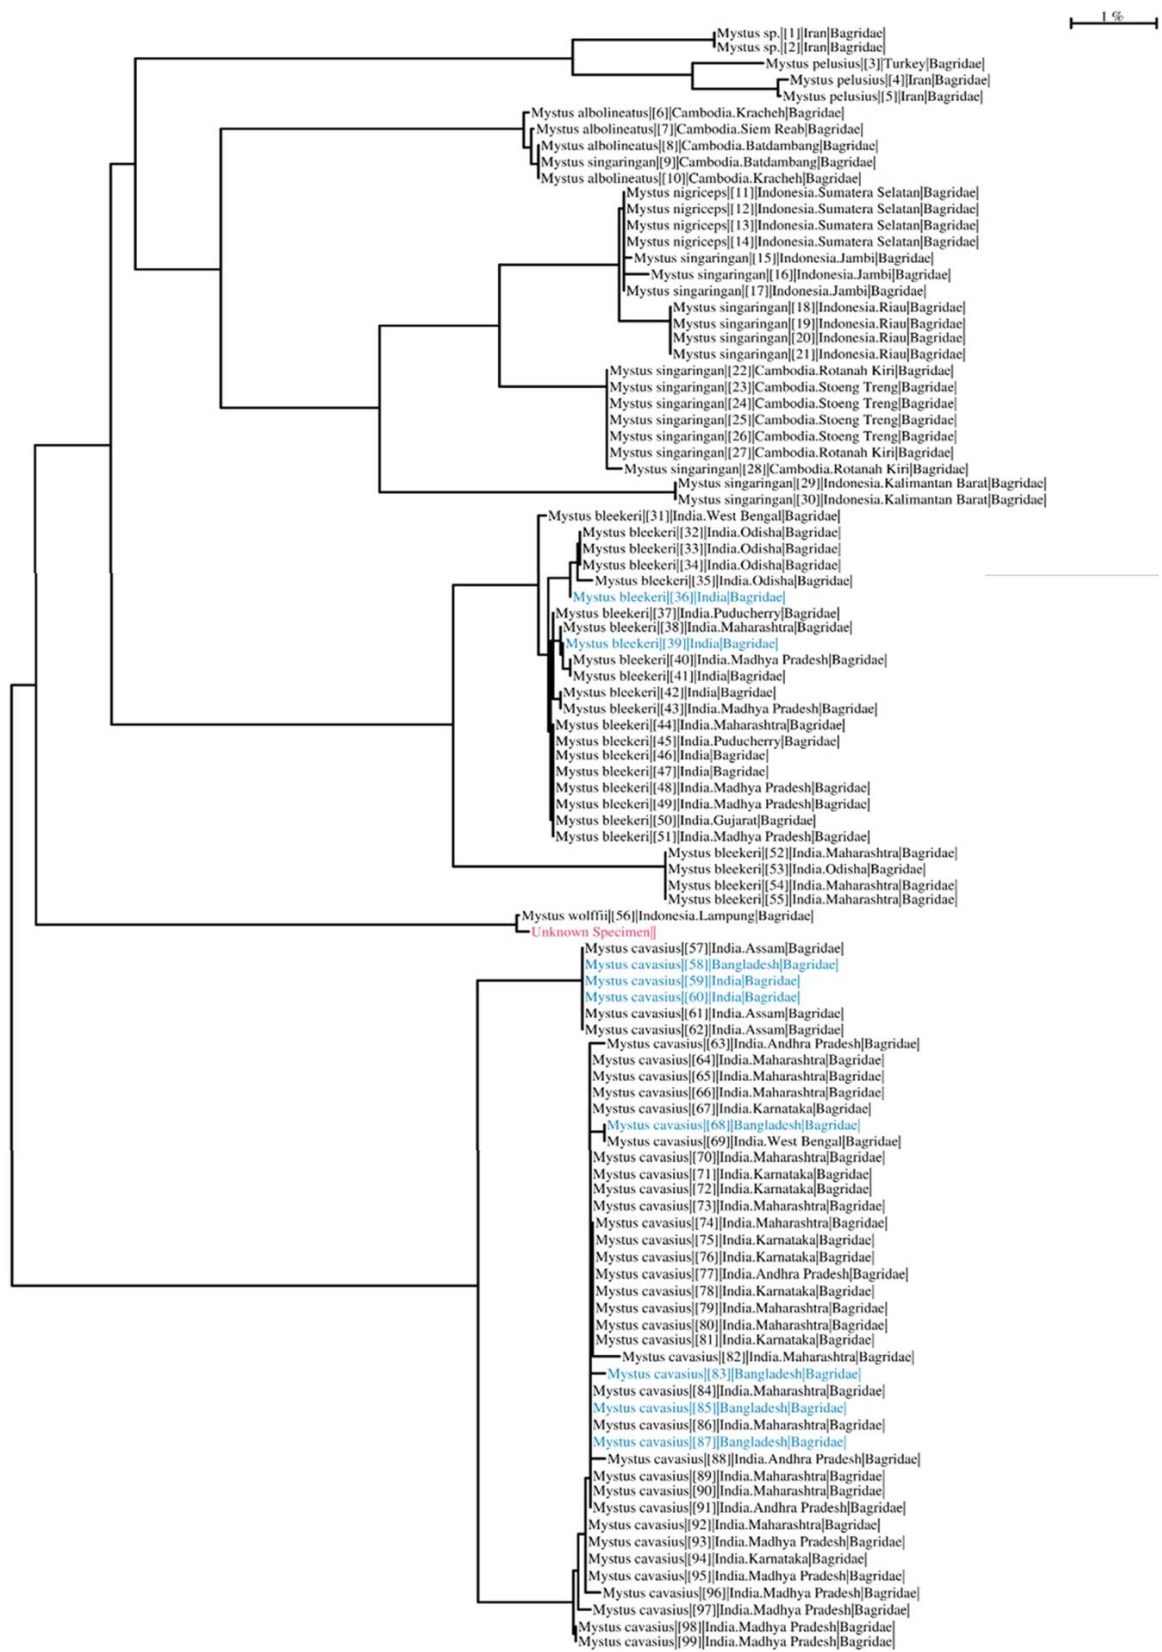 1 %
Mystus sp.|[1]|Iran|Bagridae|
Mystus sp.|[2]|Iran|Bagridae|
Mystus pelusius|[3]|Turkey|Bagridae|
Mystus pelusius|[4]|Iran|Bagridae|
Mystus pelusius|[5]|Iran|Bagridae|
Mystus albolineatus|[6]|Cambodia.Kracheh|Bagridae|
Mystus albolineatus|[7]|Cambodia.Siem Reab|Bagridae|
Mystus albolineatus|[8]|Cambodia.Batdambang|Bagridae|
Mystus singaringan|[9]|Cambodia.Batdambang|Bagridae|
Mystus albolineatus|[10]|Cambodia.Kracheh|Bagridae|
Mystus nigriceps|[11]|Indonesia.Sumatera Selatan|Bagridae|
Mystus nigriceps|[12]|Indonesia.Sumatera Selatan|Bagridae|
Mystus nigriceps|[13]|Indonesia.Sumatera Selatan|Bagridae|
Mystus nigriceps|[14]|Indonesia.Sumatera Selatan|Bagridae|
Mystus singaringan|[15]|Indonesia.Jambi|Bagridae|
Mystus singaringan|[16]|Indonesia.Jambi|Bagridae|
Mystus singaringan|[17]|Indonesia.Jambi|Bagridae|
Mystus singaringan|[18]|Indonesia.Riau|Bagridae|
Mystus singaringan|[19]|Indonesia.Riau|Bagridae|
Mystus singaringan|[20]|Indonesia.Riau|Bagridae|
Mystus singaringan|[21]|Indonesia.Riau|Bagridae|
Mystus singaringan|[22]|Cambodia.Rotanah Kiri|Bagridae|
Mystus singaringan|[23]|Cambodia.Stoeng Treng|Bagridae|
Mystus singaringan|[24]|Cambodia.Stoeng Treng|Bagridae|
Mystus singaringan|[25]|Cambodia.Stoeng Treng|Bagridae|
Mystus singaringan|[26]|Cambodia.Stoeng Treng|Bagridae|
Mystus singaringan|[27]|Cambodia.Rotanah Kiri|Bagridae|
Mystus singaringan|[28]|Cambodia.Rotanah Kiri|Bagridae|
Mystus singaringan|[29]|Indonesia.Kalimantan Barat|Bagridae|
Mystus singaringan|[30]|Indonesia.Kalimantan Barat|Bagridae|
Mystus bleekeri|[31]|India.West Bengal|Bagridae|
Mystus bleekeri|[32]|India.Odisha|Bagridae|
Mystus bleekeri|[33]|India.Odisha|Bagridae|
Mystus bleekeri|[34]|India.Odisha|Bagridae|
Mystus bleekeri|[35]|India.Odisha|Bagridae|
Mystus bleekeri|[36]|India|Bagridae|
Mystus bleekeri|[37]|India.Puducherry|Bagridae|
Mystus bleekeri|[38]|India.Maharashtra|Bagridae|
Mystus bleekeri|[39]|India|Bagridae|
Mystus bleekeri|[40]|India.Madhya Pradesh|Bagridae|
Mystus bleekeri|[41]|India|Bagridae|
Mystus bleekeri|[42]|India|Bagridae|
Mystus bleekeri|[43]|India.Madhya Pradesh|Bagridae|
Mystus bleekeri|[44]|India.Maharashtra|Bagridae|
Mystus bleekeri|[45]|India.Puducherry|Bagridae|
Mystus bleekeri|[46]|India|Bagridae|
Mystus bleekeri|[47]|India|Bagridae|
Mystus bleekeri|[48]|India.Madhya Pradesh|Bagridae|
Mystus bleekeri|[49]|India.Madhya Pradesh|Bagridae|
Mystus bleekeri|[50]|India.Gujarat|Bagridae|
Mystus bleekeri|[51]|India.Madhya Pradesh|Bagridae|
Mystus bleekeri|[52]|India.Maharashtra|Bagridae|
Mystus bleekeri|[53]|India.Odisha|Bagridae|
Mystus bleekeri|[54]|India.Maharashtra|Bagridae|
Mystus bleekeri|[55]|India.Maharashtra|Bagridae|
Mystus wolffii|[56]|Indonesia.Lampung|Bagridae|
Unknown Specimen||
Mystus cavasius|[57]|India.Assam|Bagridae|
Mystus cavasius|[58]|Bangladesh|Bagridae|
Mystus cavasius|[59]|India|Bagridae|
Mystus cavasius|[60]|India|Bagridae|
Mystus cavasius|[61]|India.Assam|Bagridae|
Mystus cavasius|[62]|India.Assam|Bagridae|
Mystus cavasius|[63]|India.Andhra Pradesh|Bagridae|
Mystus cavasius|[64]|India.Maharashtra|Bagridae|
Mystus cavasius|[65]|India.Maharashtra|Bagridae|
Mystus cavasius|[66]|India.Maharashtra|Bagridae|
Mystus cavasius|[67]|India.Karnataka|Bagridae|
Mystus cavasius|[68]|Bangladesh|Bagridae|
Mystus cavasius|[69]|India.West Bengal|Bagridae|
Mystus cavasius|[70]|India.Maharashtra|Bagridae|
Mystus cavasius|[71]|India.Karnataka|Bagridae|
Mystus cavasius|[72]|India.Karnataka|Bagridae|
Mystus cavasius|[73]|India.Maharashtra|Bagridae|
Mystus cavasius|[74]|India.Maharashtra|Bagridae|
Mystus cavasius|[75]|India.Karnataka|Bagridae|
Mystus cavasius|[76]|India.Karnataka|Bagridae|
Mystus cavasius|[77]|India.Andhra Pradesh|Bagridae|
Mystus cavasius|[78]|India.Karnataka|Bagridae|
Mystus cavasius|[79]|India.Maharashtra|Bagridae|
Mystus cavasius|[80]|India.Maharashtra|Bagridae|
Mystus cavasius|[81]|India.Karnataka|Bagridae|
Mystus cavasius|[82]|India.Maharashtra|Bagridae|
Mystus cavasius|[83]|Bangladesh|Bagridae|
Mystus cavasius|[84]|India.Maharashtra|Bagridae|
Mystus cavasius|[85]|Bangladesh|Bagridae|
Mystus cavasius|[86]|India.Maharashtra|Bagridae|
Mystus cavasius|[87]|Bangladesh|Bagridae|
Mystus cavasius|[88]|India.Andhra Pradesh|Bagridae|
Mystus cavasius|[89]|India.Maharashtra|Bagridae|
Mystus cavasius|[90]|India.Maharashtra|Bagridae|
Mystus cavasius|[91]|India.Andhra Pradesh|Bagridae|
Mystus cavasius|[92]|India.Maharashtra|Bagridae|
Mystus cavasius|[93]|India.Madhya Pradesh|Bagridae|
Mystus cavasius|[94]|India.Karnataka|Bagridae|
Mystus cavasius|[95]|India.Madhya Pradesh|Bagridae|
Mystus cavasius|[96]|India.Madhya Pradesh|Bagridae|
Mystus cavasius|[97]|India.Madhya Pradesh|Bagridae|
Mystus cavasius|[98]|India.Madhya Pradesh|Bagridae|
Mystus cavasius|[99]|India.Madhya Pradesh|Bagridae|